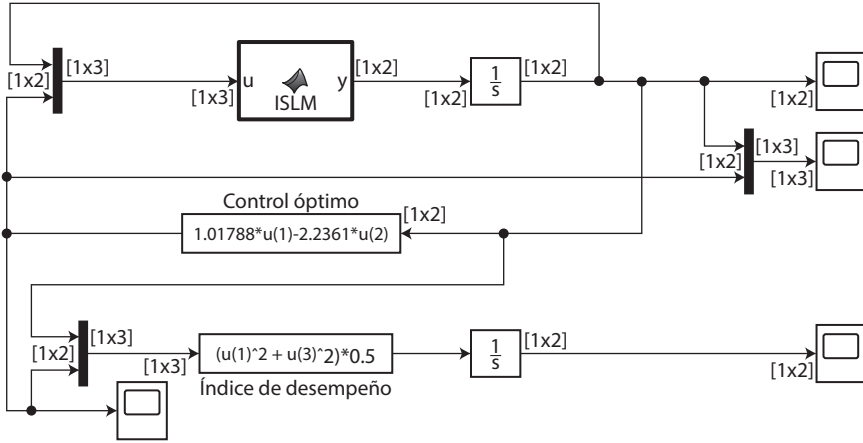 [1x2]
[1x3]
[1x3]
u
ISLM
y
[1x2]
[1x2]
1
s
[1x2]
[1x2]
[1x2]
[1x3]
[1x3]
Control óptimo
1.01788*u(1)-2.2361*u(2)
[1x2]
[1x2]
[1x3]
[1x3]
(u(1)^2 + u(3)^2)*0.5
Índice de desempeño
1
s
[1x2]
[1x2]